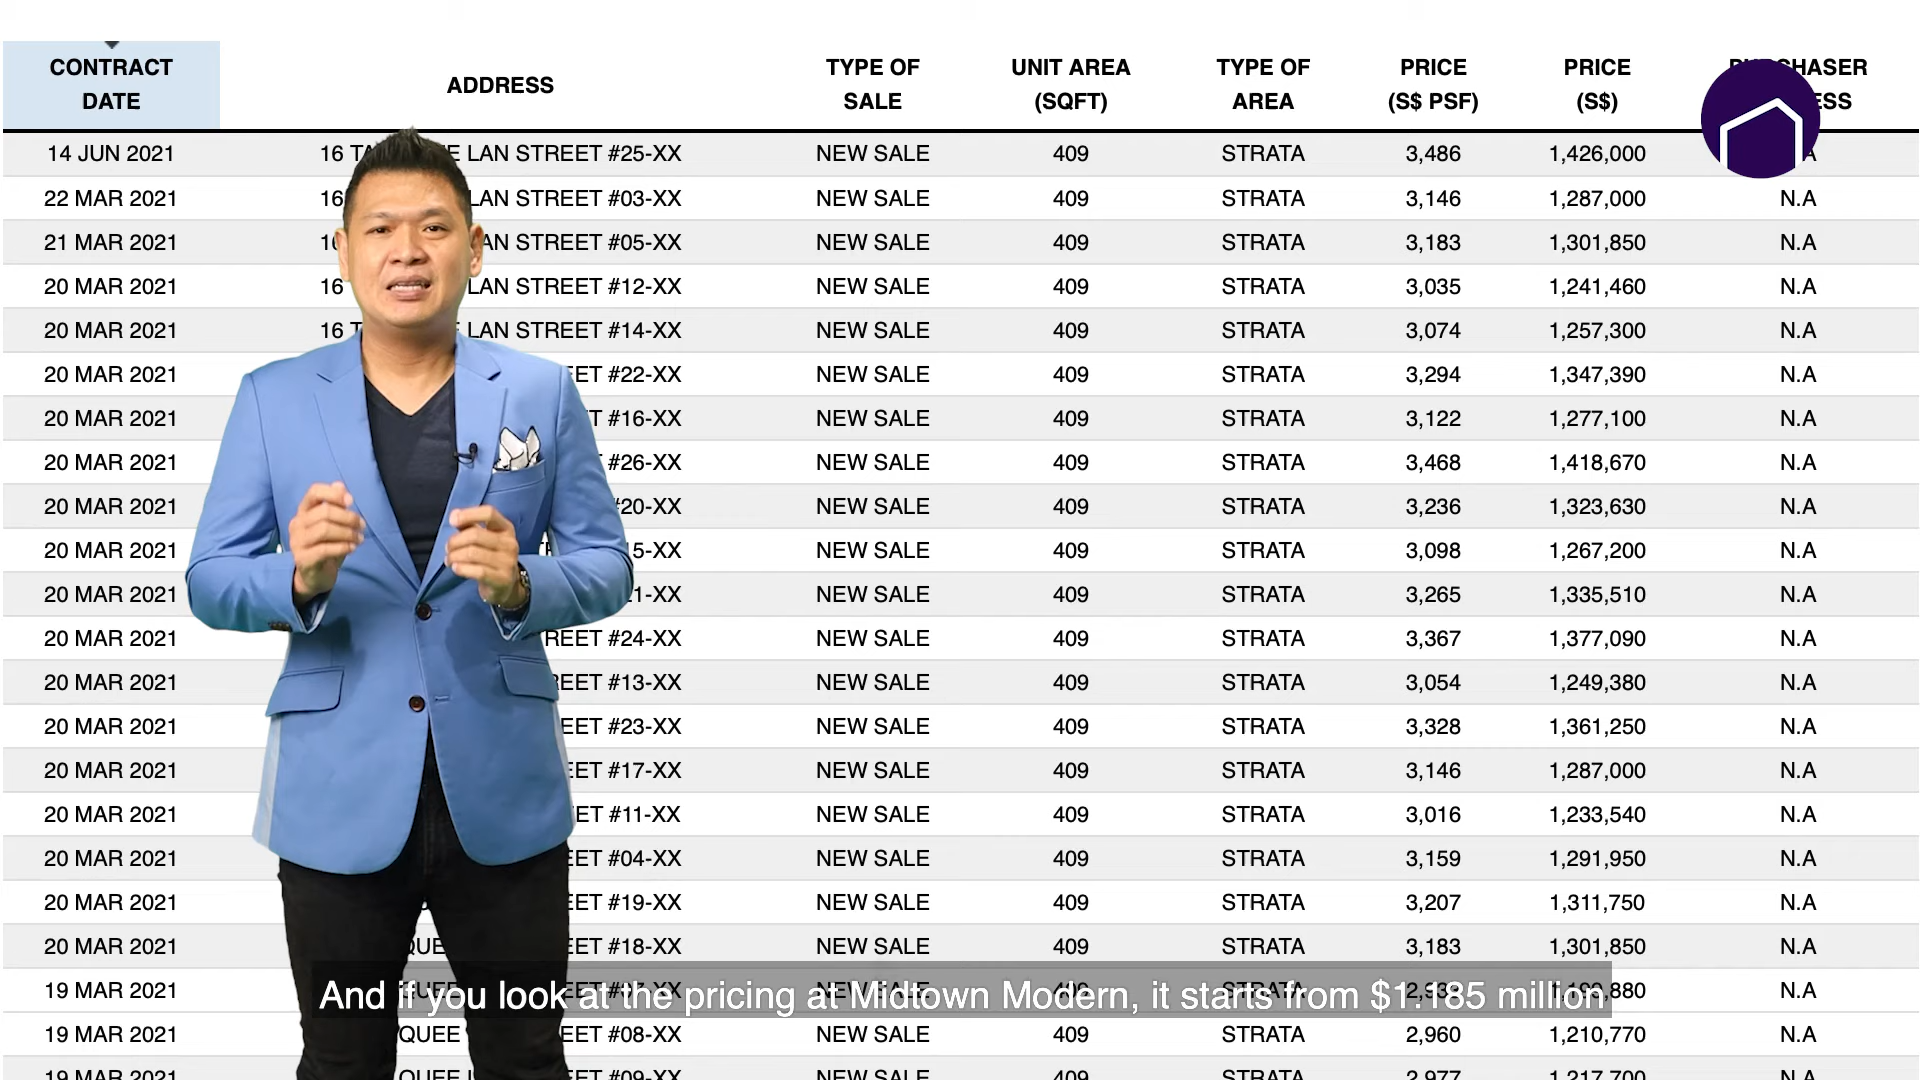 CONTRACT DATE ADDRESS TYPE OF SALE UNIT AREA (SQFT) TYPE OF AREA PRICE (S$ PSF) PRICE (S$)
14 JUN 2021 16 LAN STREET #25-XX NEW SALE 409 STRATA 3,486 1,426,000
22 MAR 2021 16 LAN STREET #03-XX NEW SALE 409 STRATA 3,146 1,287,000 N.A
21 MAR 2021 STREET #05-XX NEW SALE 409 STRATA 3,183 1,301,850 N.A
20 MAR 2021 16 LAN STREET #12-XX NEW SALE 409 STRATA 3,035 1,241,460 N.A
20 MAR 2021 16 LAN STREET #14-XX NEW SALE 409 STRATA 3,074 1,257,300 N.A
20 MAR 2021 #22-XX NEW SALE 409 STRATA 3,294 1,347,390 N.A
20 MAR 2021 #16-XX NEW SALE 409 STRATA 3,122 1,277,100 N.A
20 MAR 2021 #26-XX NEW SALE 409 STRATA 3,468 1,418,670 N.A
20 MAR 2021 #20-XX NEW SALE 409 STRATA 3,236 1,323,630 N.A
20 MAR 2021 5-XX NEW SALE 409 STRATA 3,098 1,267,200 N.A
20 MAR 2021 1-XX NEW SALE 409 STRATA 3,265 1,335,510 N.A
20 MAR 2021 #24-XX NEW SALE 409 STRATA 3,367 1,377,090 N.A
20 MAR 2021 #13-XX NEW SALE 409 STRATA 3,054 1,249,380 N.A
20 MAR 2021 #23-XX NEW SALE 409 STRATA 3,328 1,361,250 N.A
20 MAR 2021 #17-XX NEW SALE 409 STRATA 3,146 1,287,000 N.A
20 MAR 2021 #11-XX NEW SALE 409 STRATA 3,016 1,233,540 N.A
20 MAR 2021 #04-XX NEW SALE 409 STRATA 3,159 1,291,950 N.A
20 MAR 2021 #19-XX NEW SALE 409 STRATA 3,207 1,311,750 N.A
20 MAR 2021 #18-XX NEW SALE 409 STRATA 3,183 1,301,850 N.A
19 MAR 2021 N.A
And if you look at the pricing at Midtown Modern, it starts from $1.185 million
19 MAR 2021 QUEE #08-XX NEW SALE 409 STRATA 2,960 1,210,770 N.A
19 MAR 2021 #09-XX NEW SALE 409 STRATA 2,977 1,217,700 N.A